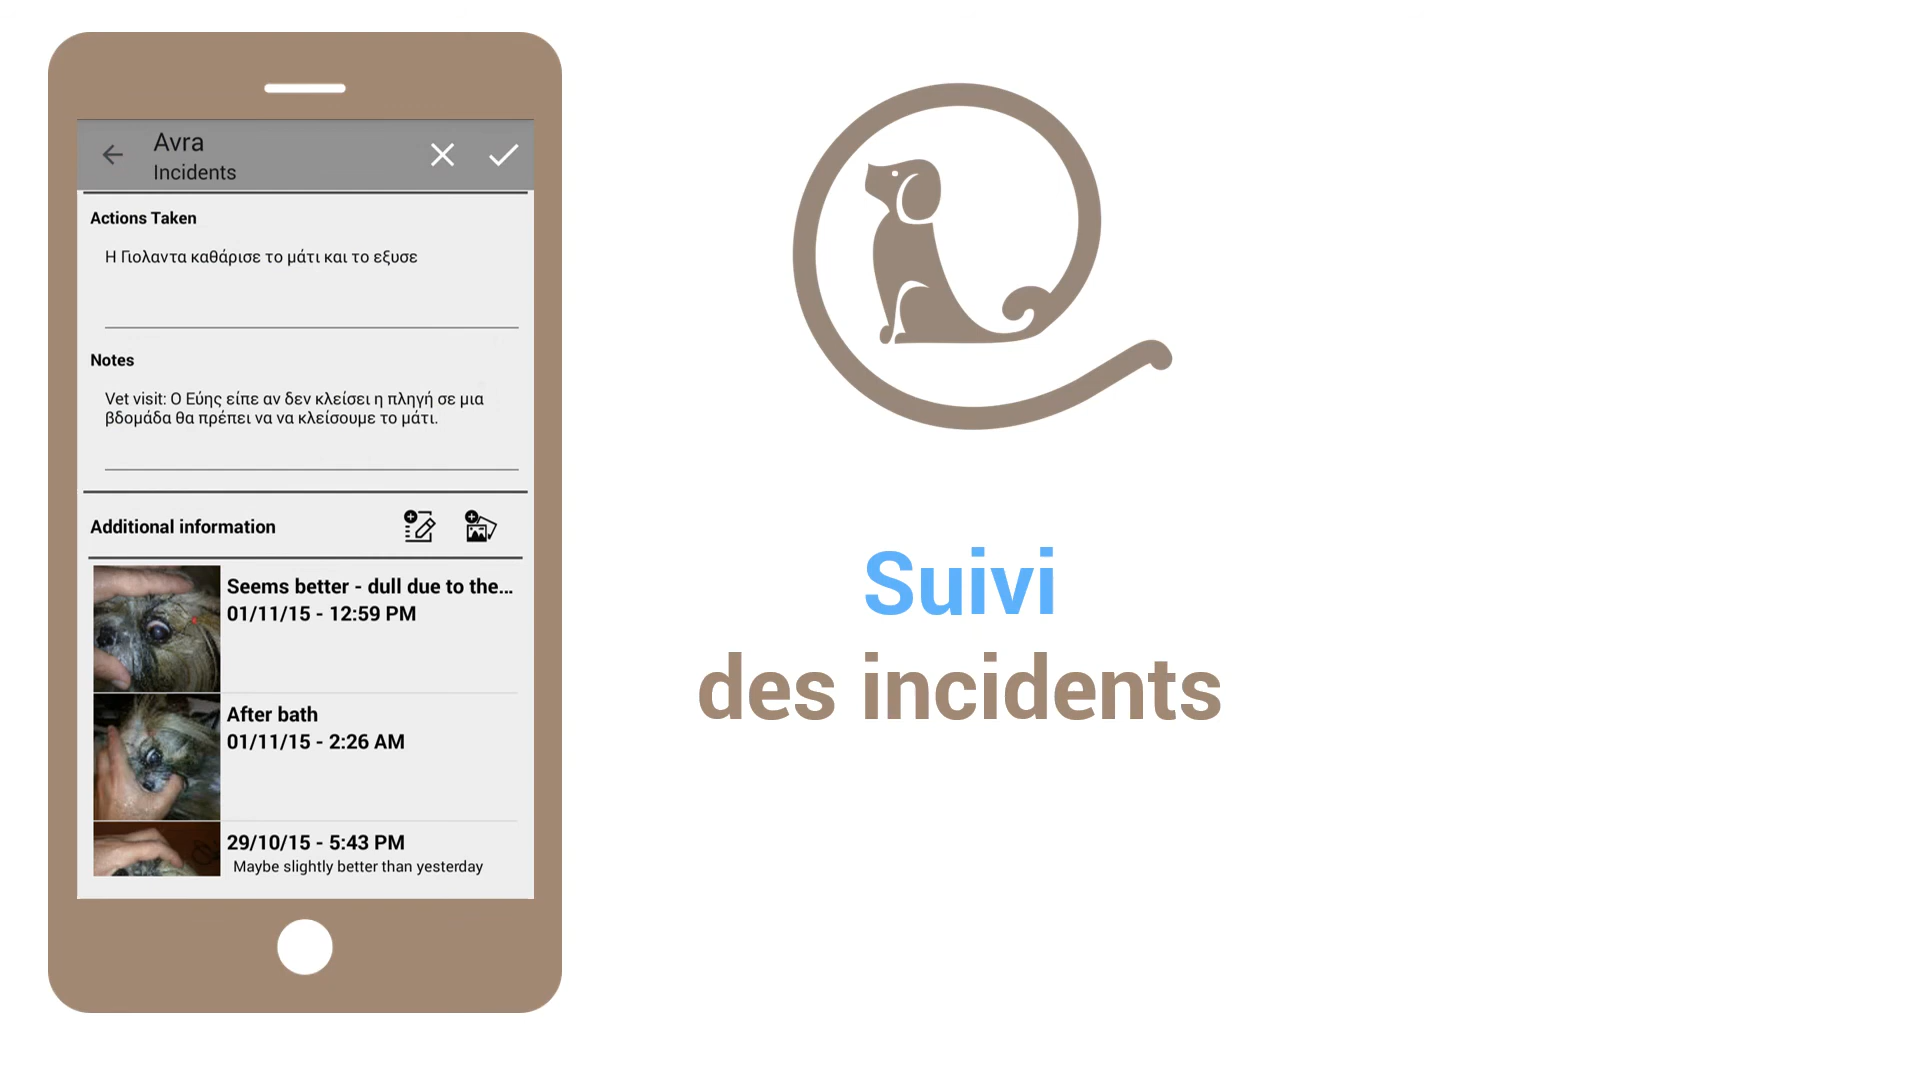 Avra
Incidents
Actions Taken
Η Γιολαντα καθάρισε το μάτι και το εξυσε
Notes
Vet visit: Ο Εύης είπε αν δεν κλείσει η πληγή σε μια
βδομάδα θα πρέπει να να κλείσουμε το μάτι.
Additional information
Seems better - dull due to the...
01/11/15 - 12:59 PM
After bath
01/11/15 - 2:26 AM
29/10/15 - 5:43 PM
Maybe slightly better than yesterday
Suivi
des incidents